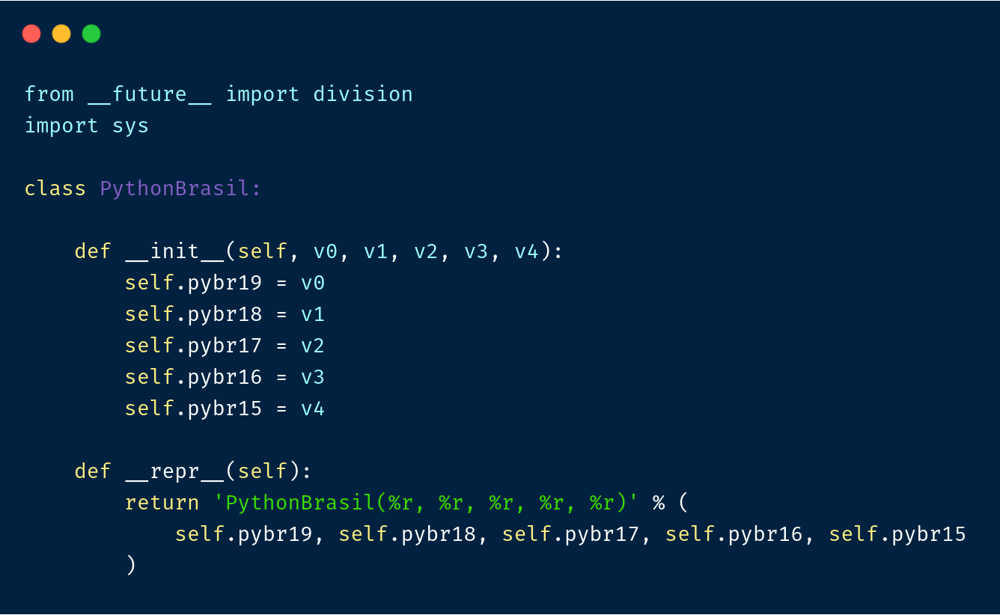 from __future__ import division
import sys
class PythonBrasil:
def __init__(self, v0, v1, v2, v3, v4):
self.pybr19 = v0
self.pybr18 = v1
self.pybr17 = v2
self.pybr16 = v3
self.pybr15 = v4
def __repr__(self):
return 'PythonBrasil(%r, %r, %r, %r, %r)' % (
self.pybr19, self.pybr18, self.pybr17, self.pybr16, self.pybr15
)